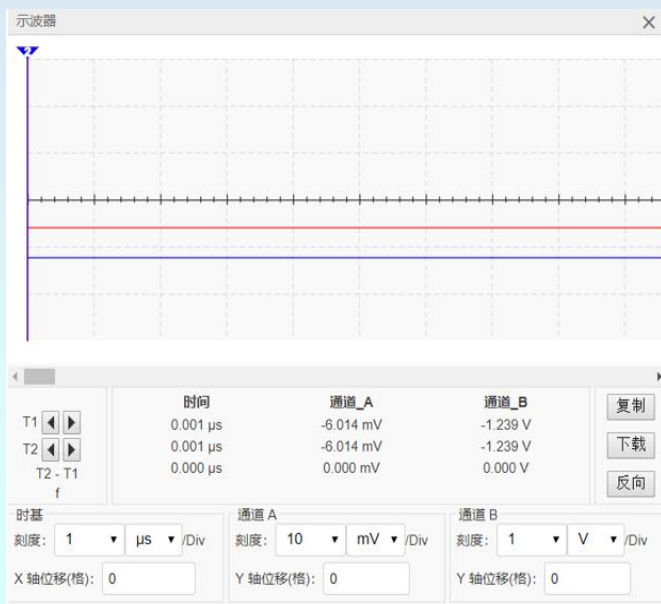 示波器
2
时间 通道_A 通道_B
T1 0.001 μs -6.014 mV -1.239 V
T2 0.001 μs -6.014 mV -1.239 V
T2 - T1 0.000 μs 0.000 mV 0.000 V
f
复制
下载
反向
时基
刻度: 1 μs /Div
X 轴位移(格): 0
通道 A
刻度: 10 mV /Div
Y 轴位移(格): 0
通道 B
刻度: 1 V /Div
Y 轴位移(格): 0